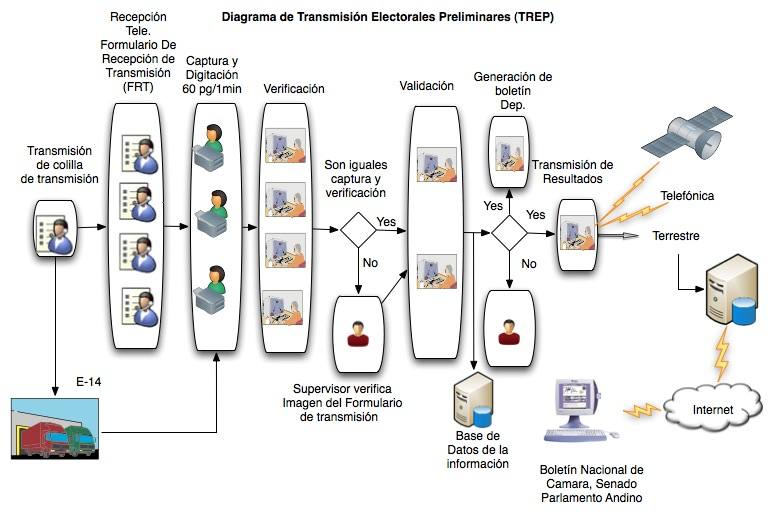 Diagrama de Transmisión Electorales Preliminares (TREP)
Recepción
Tele.
Formulario De
Recepción de
Transmisión
(FRT)
Captura y
Digitación
60 pg/1min
Verificación
Validación
Generación de
boletín
Dep.
Transmisión
de colilla
de transmisión
Son iguales
captura y
verificación
Transmisión de
Resultados
Telefónica
Terrestre
Yes
Yes
Yes
No
No
E-14
Supervisor verifica
Imagen del Formulario
de transmisión
Base de
Datos de la
información
Internet
Boletín Nacional de
Camara, Senado
Parlamento Andino